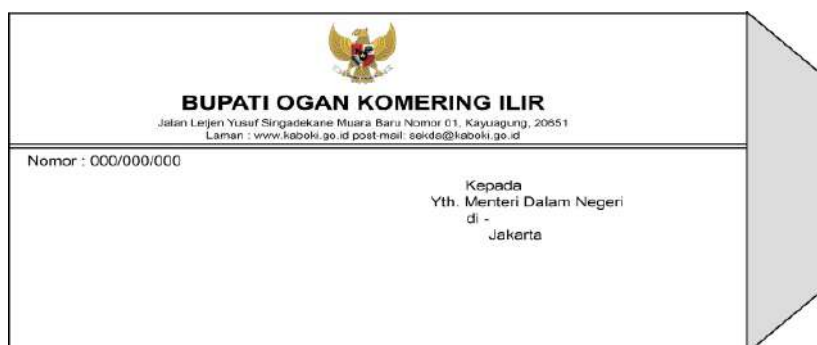 BUPATI OGAN KOMERING ILIR
Jalan Letjen Yusuf Singadekane Muara Baru Nomor 01, Kayuagung, 20651
Laman : www.kaboki.go.id post-mail: sekda@kaboki.go.id
Nomor : 000/000/000
Kepada
Yth. Menteri Dalam Negeri
di -
Jakarta